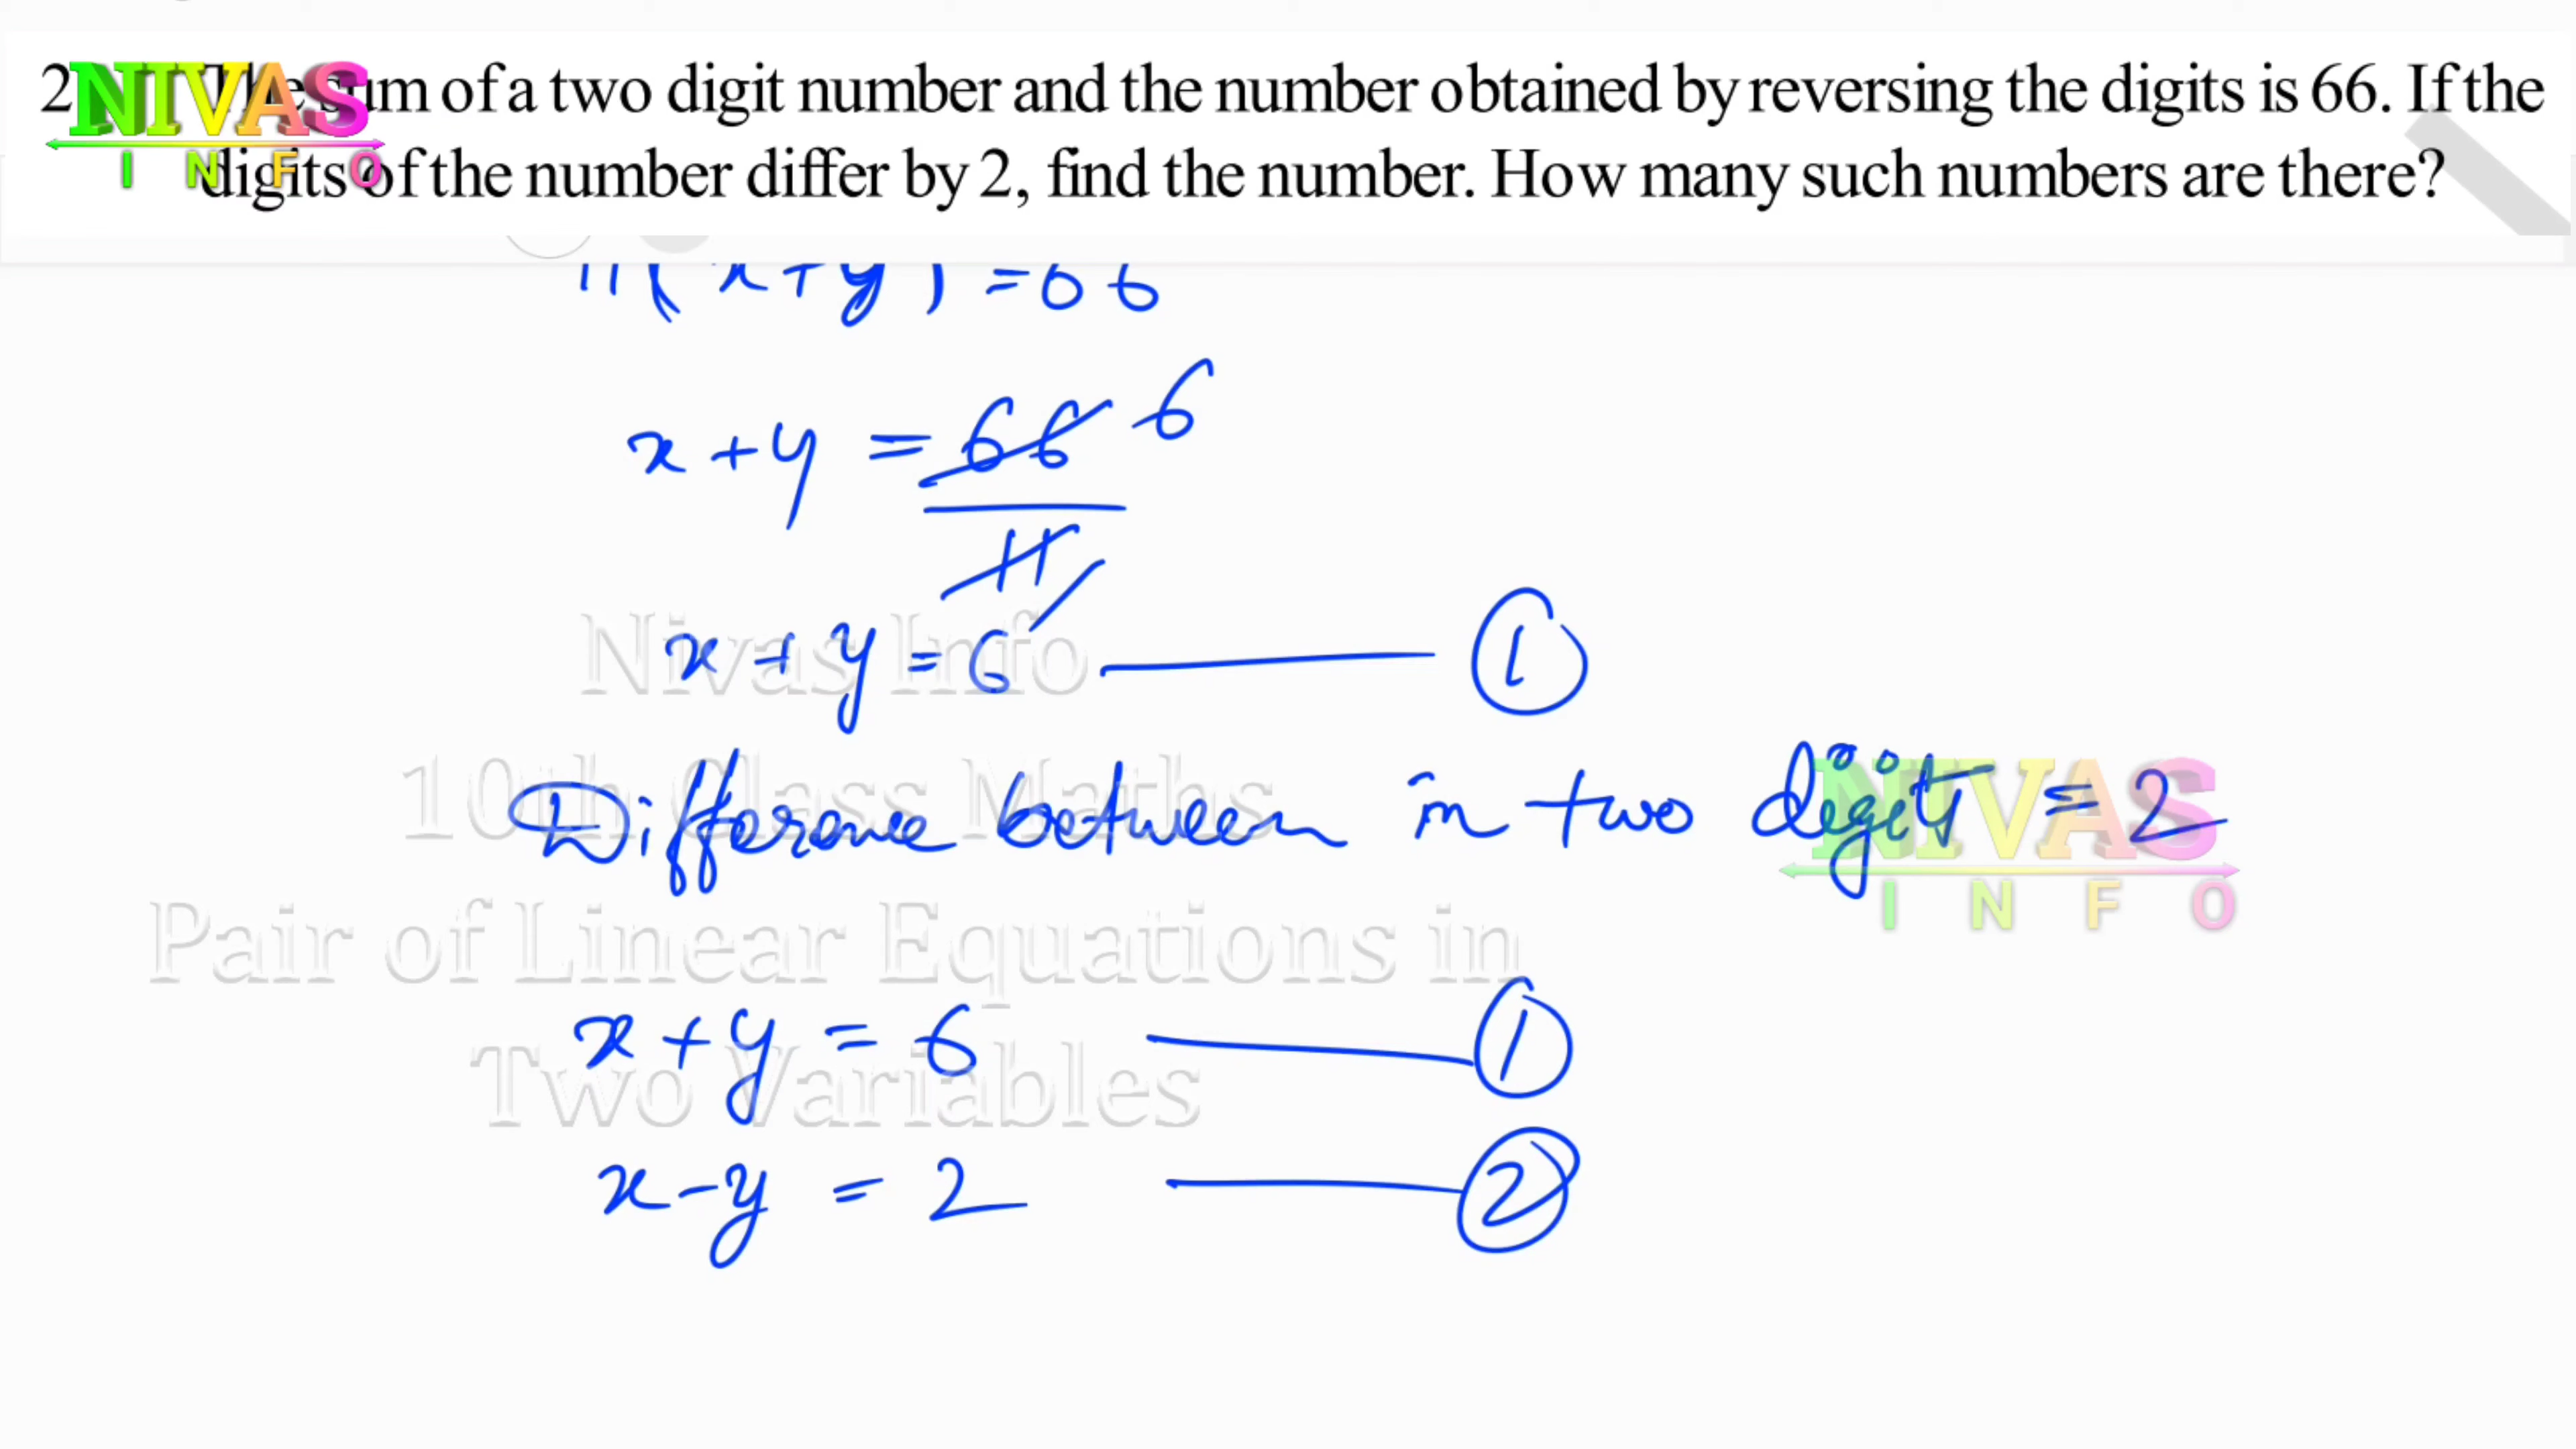 2 The sum of a two digit number and the number obtained by reversing the digits is 66. If the
digits of the number differ by 2, find the number. How many such numbers are there?
NIVAS
INFO
11(x+y) = 66
x+y = 66 6
11
x+y = 6 ① 
Nivas Info
Difference between in two digits = 2
10th Class Maths
NIVAS
INFO
Pair of Linear Equations in
x+y = 6 ①
Two Variables
x-y = 2 ②